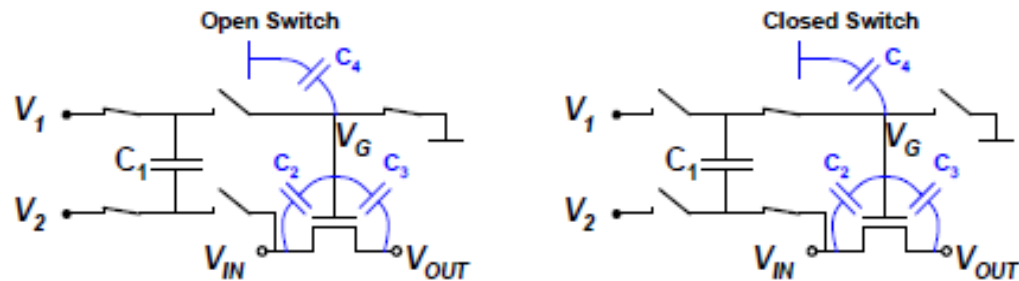 Open Switch
C4
V1
VG
C1
C2
C3
V2
VIN
VOUT
Closed Switch
C4
V1
VG
C1
C2
C3
V2
VIN
VOUT